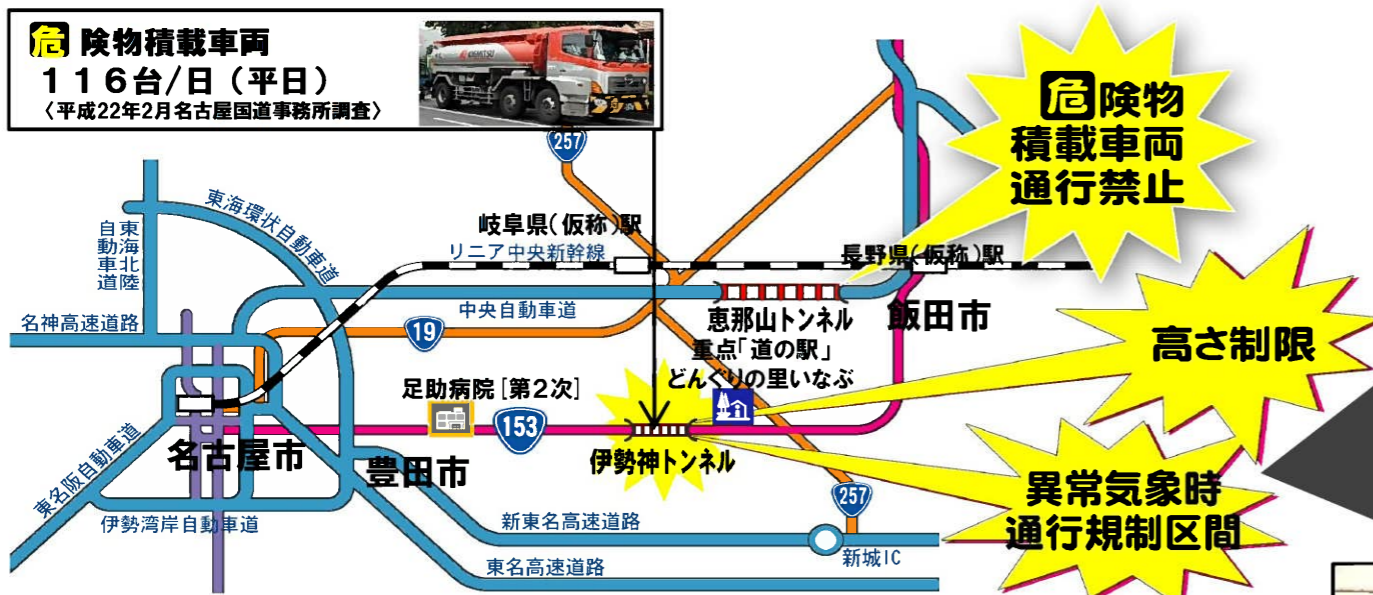 危険物積載車両
116台/日（平日）
〈平成22年2月名古屋国道事務所調査〉
危険物
積載車両
通行禁止
257
東海環状自動車道
東海北陸
自動車道
岐阜県(仮称)駅
リニア中央新幹線
長野県(仮称)駅
中央自動車道
名神高速道路
19
恵那山トンネル
飯田市
高さ制限
重点「道の駅」
どんぐりの里いなぶ
足助病院［第2次］
153
名古屋市
豊田市
伊勢神トンネル
東名阪自動車道
伊勢湾岸自動車道
新東名高速道路
257
異常気象時
通行規制区間
新城IC
東名高速道路